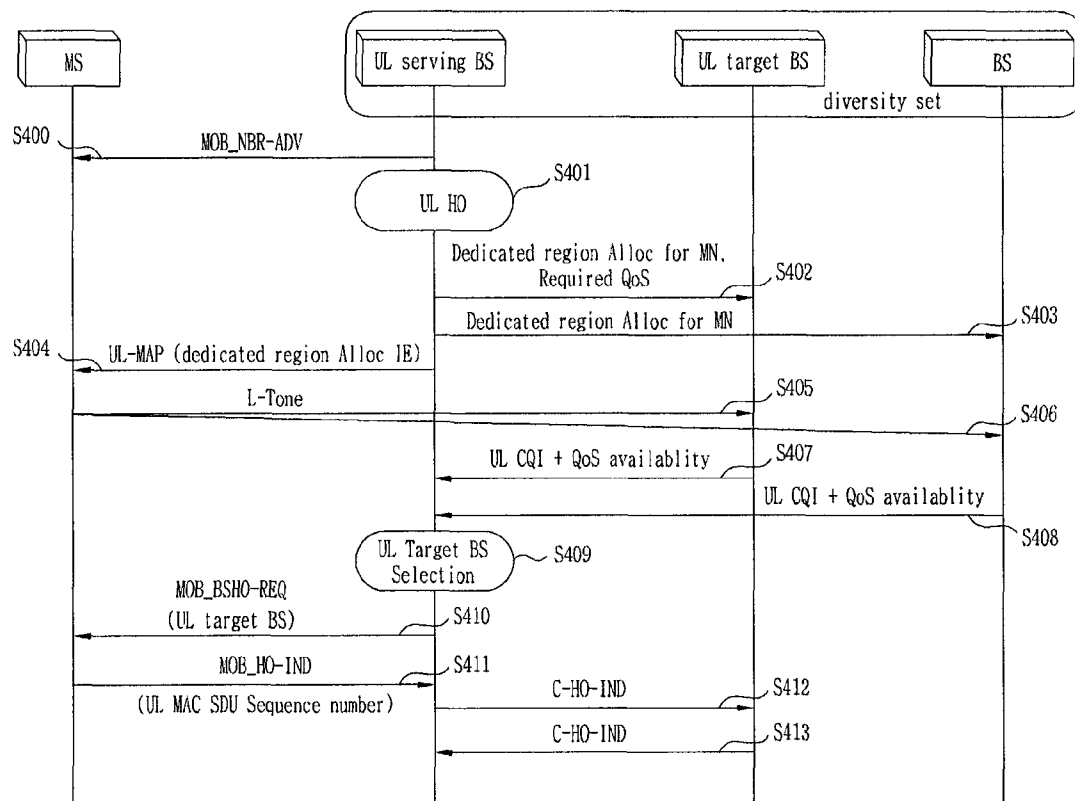 MS
UL serving BS
UL target BS
BS
diversity set
S400
MOB_NBR-ADV
S401
UL HO
Dedicated region Alloc for MN,
Required QoS
S402
Dedicated region Alloc for MN
S403
S404
UL-MAP (dedicated region Alloc IE)
L-Tone
S405
S406
UL CQI + QoS availablity
S407
UL CQI + QoS availablity
S408
UL Target BS
Selection
S409
MOB_BSHO-REQ
(UL target BS)
S410
MOB_HO-IND
S411
(UL MAC SDU Sequence number)
C-HO-IND
S412
C-HO-IND
S413